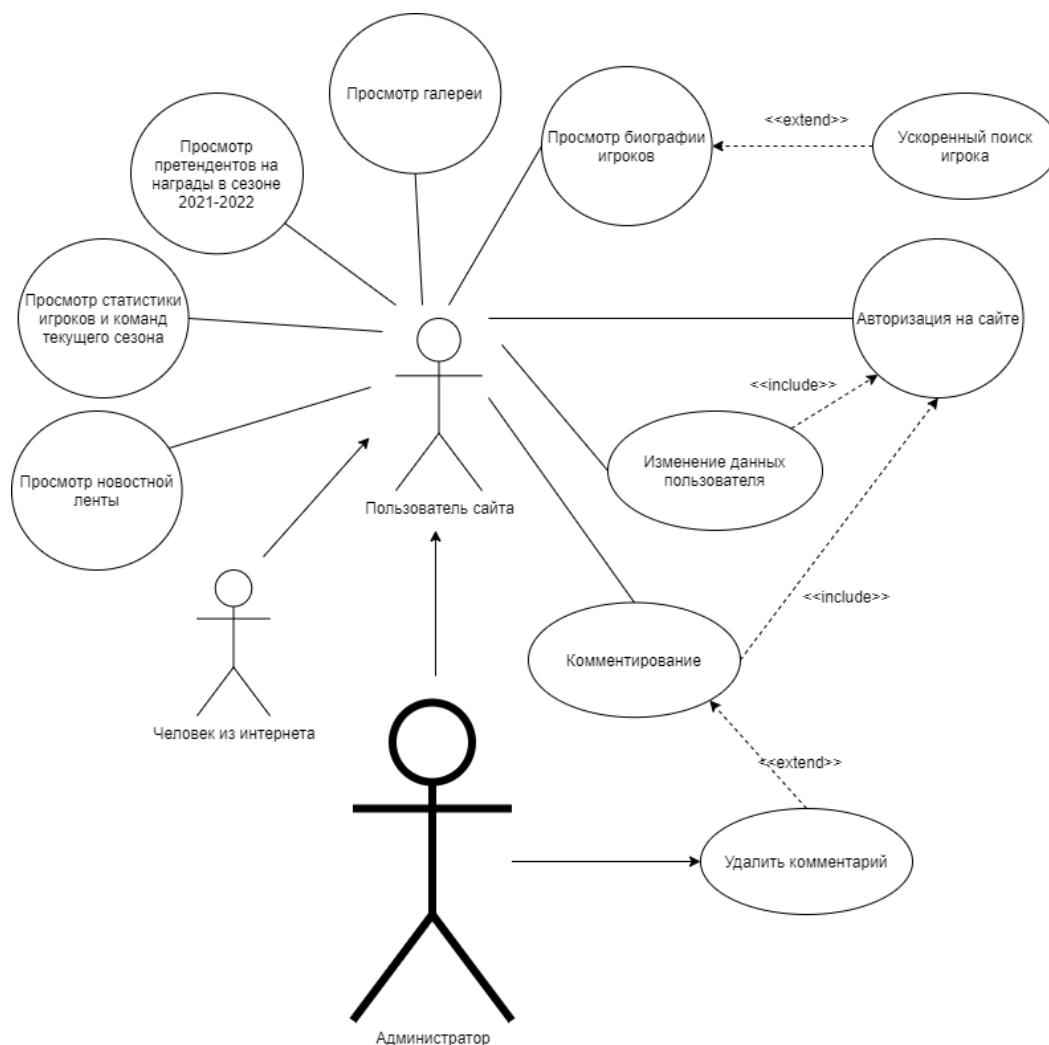 Просмотр галереи
Просмотр
претендентов на
награды в сезоне
2021-2022
Просмотр биографии
игроков
<<extend>>
Ускоренный поиск
игрока
Просмотр статистики
игроков и команд
текущего сезона
Авторизация на сайте
<<include>>
Изменение данных
пользователя
Просмотр новостной
ленты
Пользователь сайта
<<include>>
Комментирование
Человек из интернета
<<extend>>
Удалить комментарий
Администратор